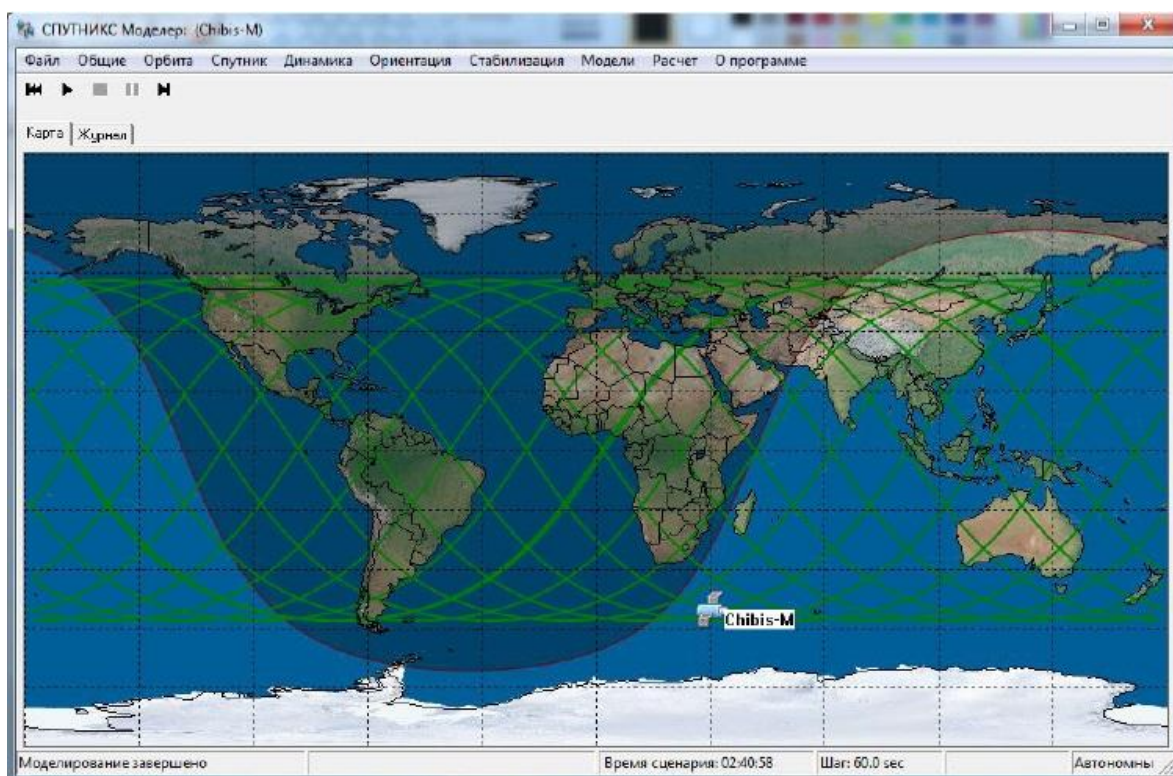 СПУТНИКС Моделер: (Chibis-M)
Файл Общие Орбита Спутник Динамика Ориентация Стабилизация Модели Расчет О программе
Карта Журнал
Chibis-M
Моделирование завершено Время сценария: 02:40:58 Шаг: 60.0 sec Автономны